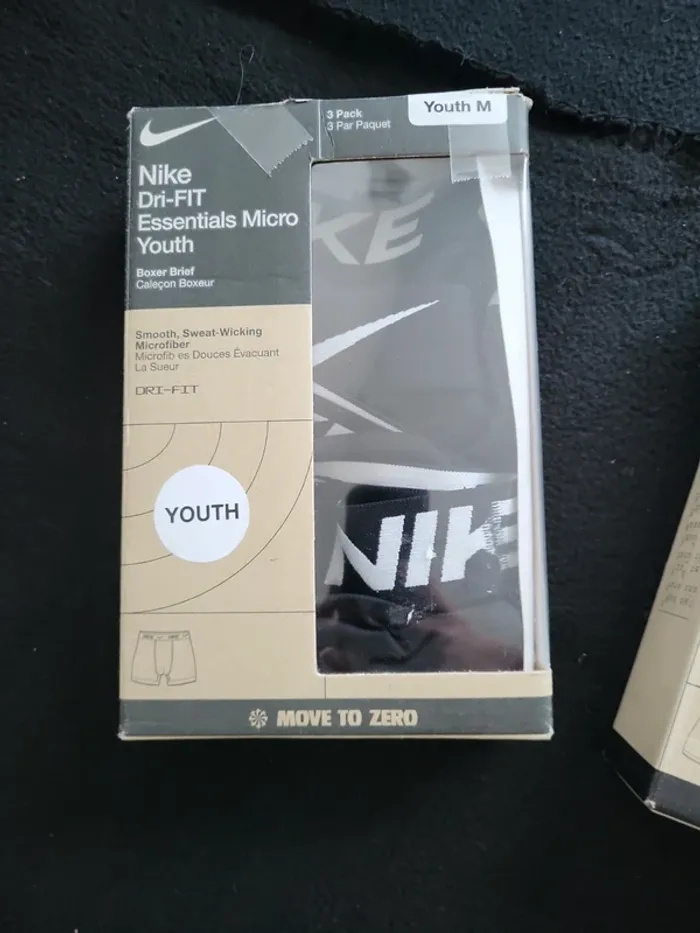 3 Pack
3 Par Paquet
Youth M
Nike
Dri-FIT
Essentials Micro
Youth
Boxer Brief
Caleçon Boxeur
Smooth, Sweat-Wicking
Microfiber
Microfib es Douces Évacuant
La Sueur
DRI-FIT
YOUTH
KE
NIK
MOVE TO ZERO